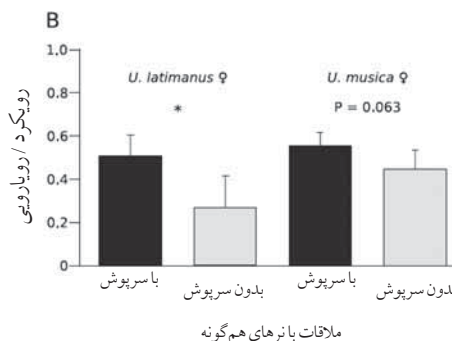 B
1.0
0.8
0.6
0.4
0.2
0
رویکرد / رویارویی
U. latimanus ♀
*
U. musica ♀
P = 0.063
با سرپوش
بدون سرپوش
با سرپوش
بدون سرپوش
ملاقات با نرهای هم‌گونه